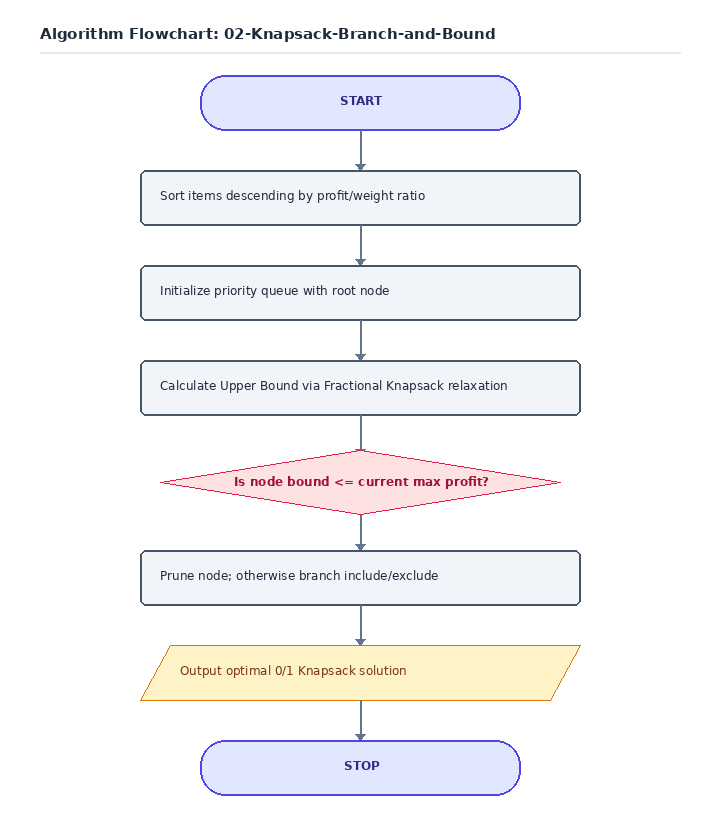 Algorithm Flowchart: 02-Knapsack-Branch-and-Bound
START
Sort items descending by profit/weight ratio
Initialize priority queue with root node
Calculate Upper Bound via Fractional Knapsack relaxation
Is node bound <= current max profit?
Prune node; otherwise branch include/exclude
Output optimal 0/1 Knapsack solution
STOP